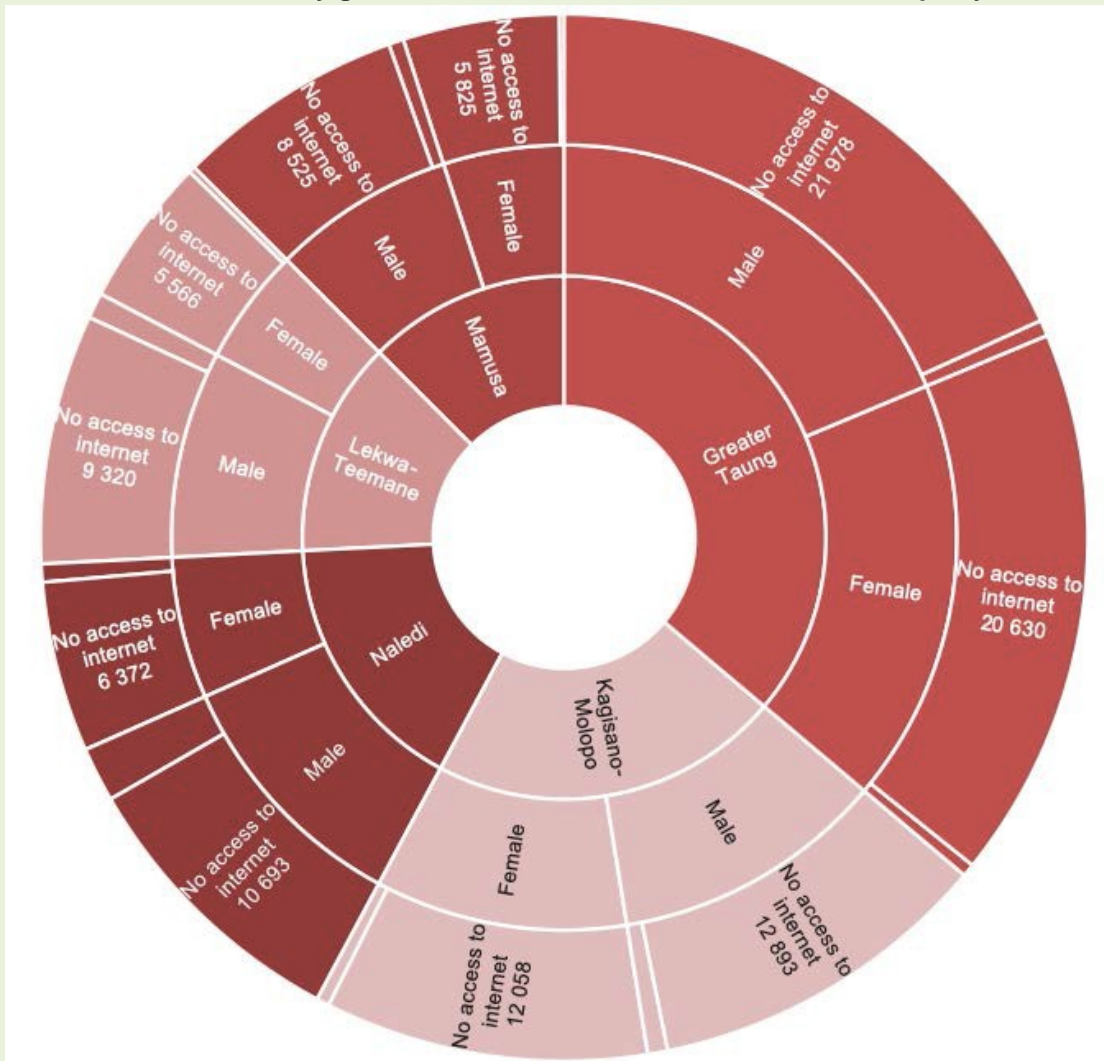 No access to
internet
21 978
Male
Greater
Taung
Female
No access to
internet
20 630
Kagisano-
Molopo
Male
No access to
internet
12 893
Female
No access to
internet
12 058
Naledi
Male
No access to
internet
10 693
Female
No access to
internet
6 372
Lekwa-
Teemane
Male
No access to
internet
9 320
Female
No access to
internet
5 566
Mamusa
Male
No access to
internet
8 525
Female
No access to
internet
5 825